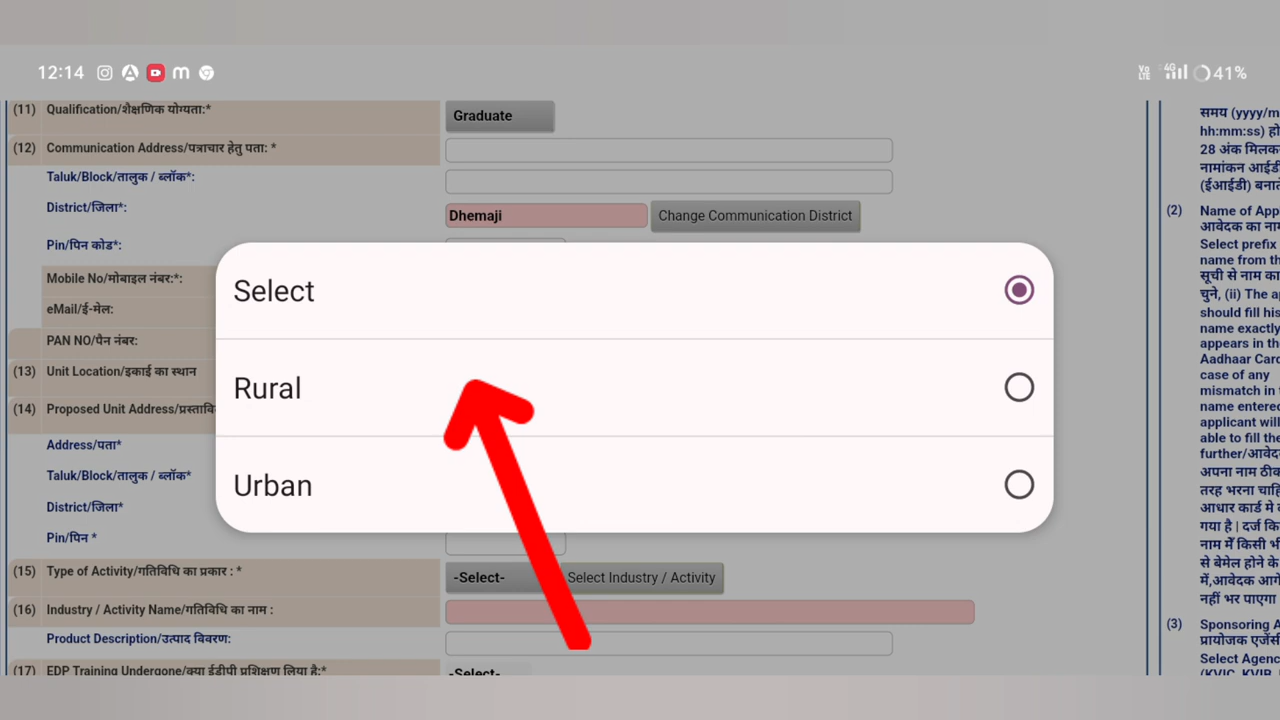 12:14
VO LTE 4G 41%
(11) Qualification/शैक्षणिक योग्यता:* Graduate
(12) Communication Address/पत्राचार हेतु पता: *
Taluk/Block/तालुक / ब्लॉक*:
District/जिला*: Dhemaji Change Communication District
Pin/पिन कोड*:
Mobile No/मोबाइल नंबर:*:
eMail/ई-मेल:
PAN NO/पैन नंबर:
(13) Unit Location/इकाई का स्थान
(14) Proposed Unit Address/प्रस्तावि
Address/पता*
Taluk/Block/तालुक / ब्लॉक*
District/जिला*
Pin/पिन *
(15) Type of Activity/गतिविधि का प्रकार : * -Select- Select Industry / Activity
(16) Industry / Activity Name/गतिविधि का नाम :
Product Description/उत्पाद विवरण:
(17) EDP Training Undergone/क्या ईडीपी प्रशिक्षण लिया है:* -Select-
Select
Rural
Urban
समय (yyyy/m
hh:mm:ss) हो
28 अंक मिलक
नामांकन आईडी
(ईआईडी) बनाते
(2) Name of App
आवेदक का ना
Select prefix
name from th
सूची से नाम का
चुने, (ii) The a
should fill his
name exactly
appears in the
Aadhaar Card
case of any
mismatch in
name entered
applicant will
able to fill the
further/आवेद
अपना नाम ठीक
तरह भरना चाहि
आधार कार्ड मे
गया है | दर्ज कि
नाम में किसी भी
से बेमेल होने के
में,आवेदक आगे
नहीं भर पाएगा
(3) Sponsoring A
प्रायोजक एजेंसी
Select Agenc
(KVIC, KVIB,